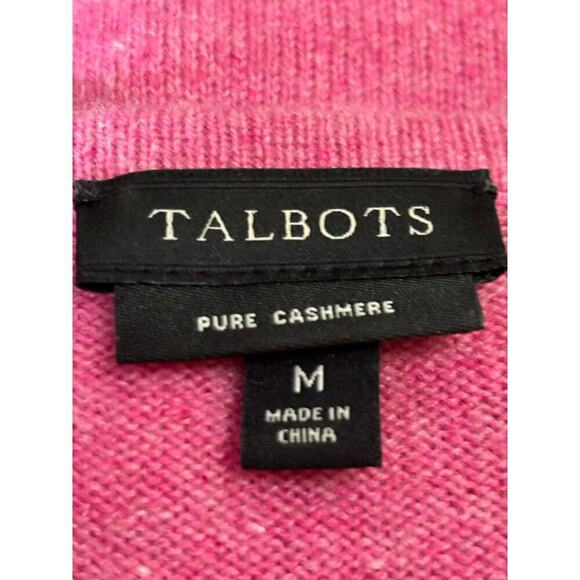 TALBOTS
PURE CASHMERE
M
MADE IN
CHINA